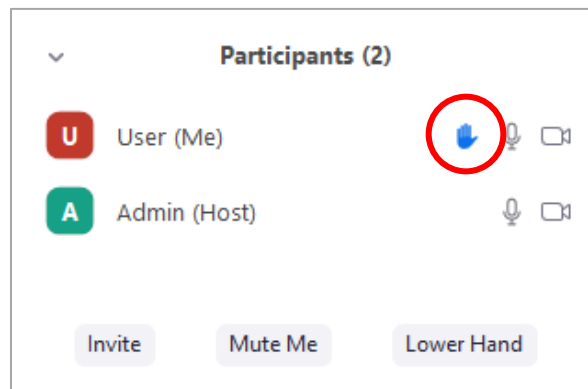 Participants (2)
U User (Me)
A Admin (Host)
Invite Mute Me Lower Hand